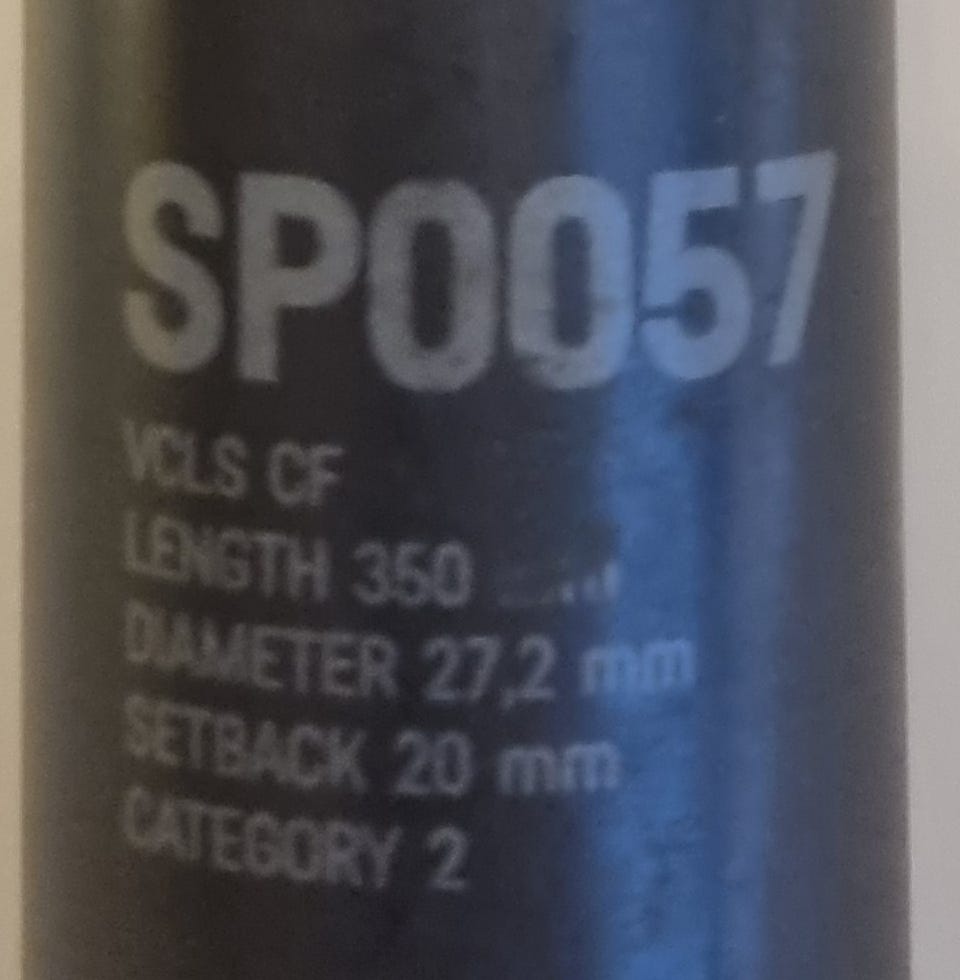 SP0057
VCLS CF
LENGTH 350
DIAMETER 27,2 mm
SETBACK 20 mm
CATEGORY 2